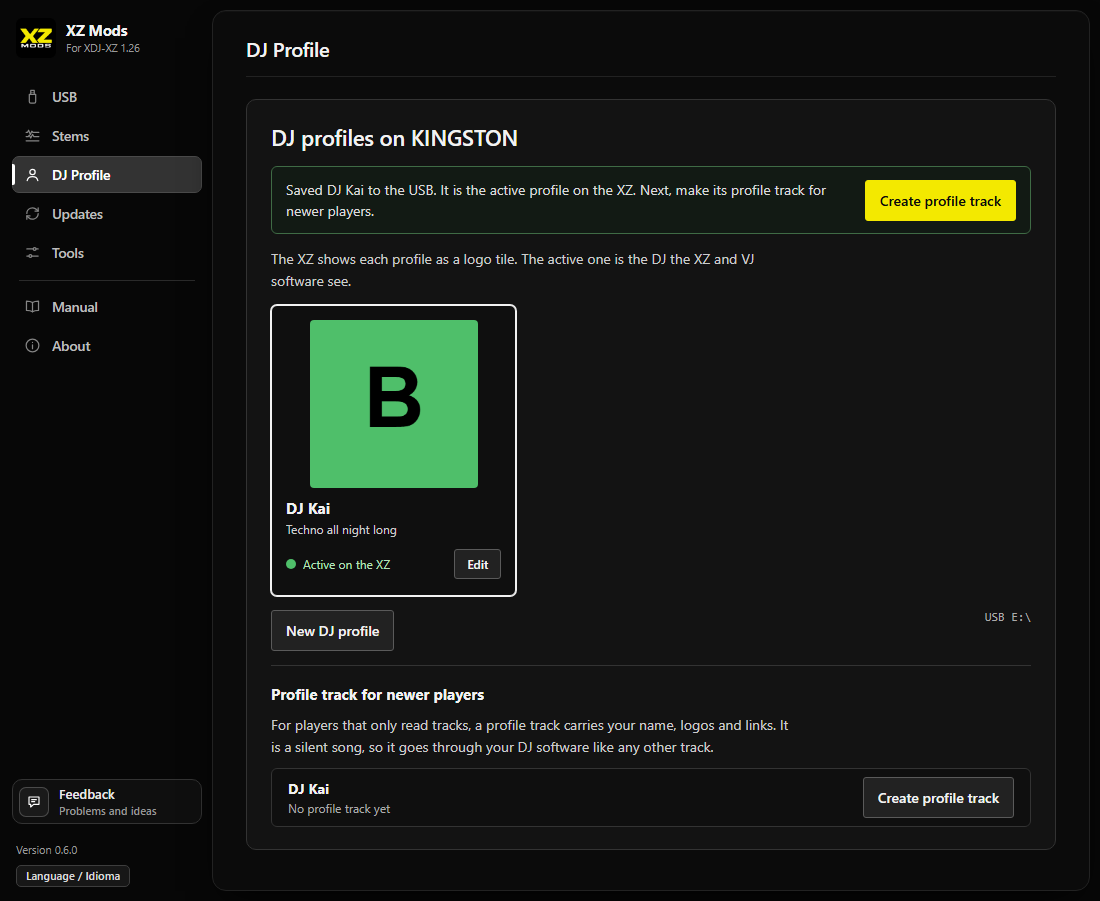 XZ MODS
XZ Mods
For XDJ-XZ 1.26
USB
Stems
DJ Profile
Updates
Tools
Manual
About
Feedback
Problems and ideas
Version 0.6.0
Language / Idioma
DJ Profile
DJ profiles on KINGSTON
Saved DJ Kai to the USB. It is the active profile on the XZ. Next, make its profile track for
newer players.
Create profile track
The XZ shows each profile as a logo tile. The active one is the DJ the XZ and VJ
software see.
B
DJ Kai
Techno all night long
Active on the XZ
Edit
New DJ profile
USB E:\
Profile track for newer players
For players that only read tracks, a profile track carries your name, logos and links. It
is a silent song, so it goes through your DJ software like any other track.
DJ Kai
No profile track yet
Create profile track